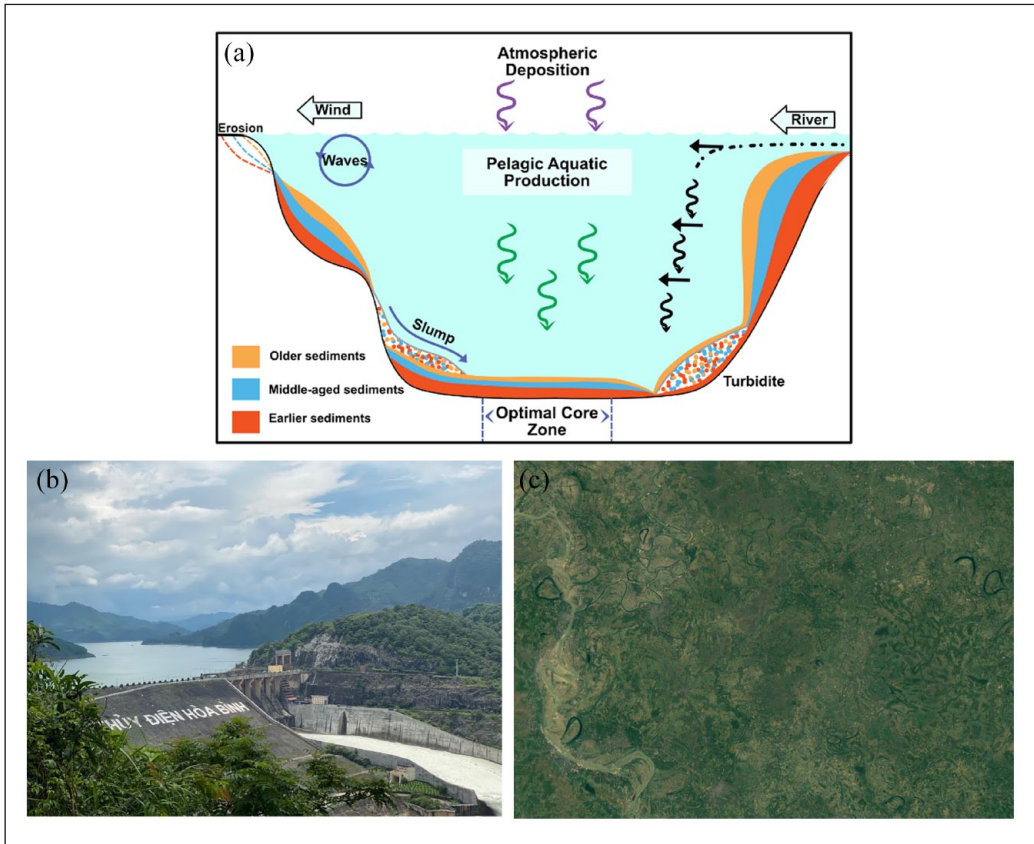 (a)
Atmospheric
Deposition
Wind
River
Erosion
Waves
Pelagic Aquatic
Production
Slump
Older sediments
Middle-aged sediments
Earlier sediments
Turbidite
Optimal Core
Zone
(b)
HỦY ĐIỆN HÒA BÌNH
(c)